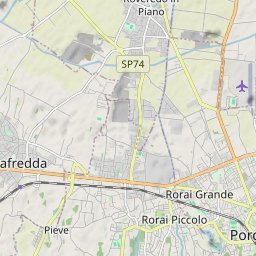 Roveredo in
Piano
SP74
afredda
Rorai Grande
Rorai Piccolo
Pieve
Porc